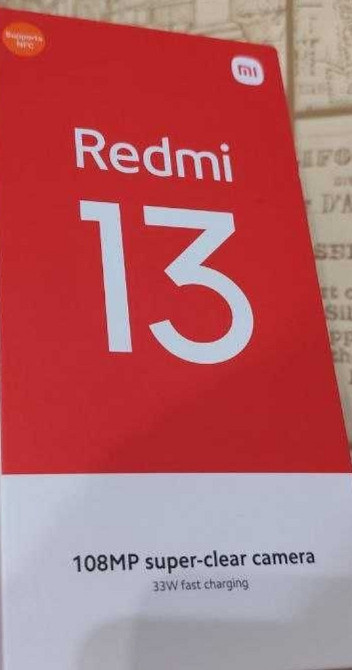 Supports
NFC
mi
Redmi
13
108MP super-clear camera
33W fast charging